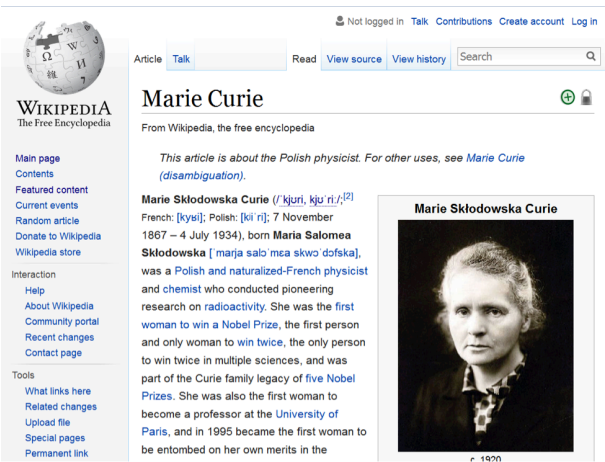 Not logged in Talk Contributions Create account Log in
Article Talk Read View source View history Search
WIKIPEDIA
The Free Encyclopedia
Main page
Contents
Featured content
Current events
Random article
Donate to Wikipedia
Wikipedia store
Interaction
Help
About Wikipedia
Community portal
Recent changes
Contact page
Tools
What links here
Related changes
Upload file
Special pages
Permanent link
Marie Curie
From Wikipedia, the free encyclopedia
This article is about the Polish physicist. For other uses, see Marie Curie
(disambiguation).
Marie Skłodowska Curie (/ˈkjʊri, kjʊˈriː/;[2]
French: [kyʁi]; Polish: [kʲiˈri]; 7 November
1867 – 4 July 1934), born Maria Salomea
Skłodowska [ˈmarja salɔˈmɛa skwɔˈdɔfska],
was a Polish and naturalized-French physicist
and chemist who conducted pioneering
research on radioactivity. She was the first
woman to win a Nobel Prize, the first person
and only woman to win twice, the only person
to win twice in multiple sciences, and was
part of the Curie family legacy of five Nobel
Prizes. She was also the first woman to
become a professor at the University of
Paris, and in 1995 became the first woman to
be entombed on her own merits in the
Marie Skłodowska Curie
c. 1920